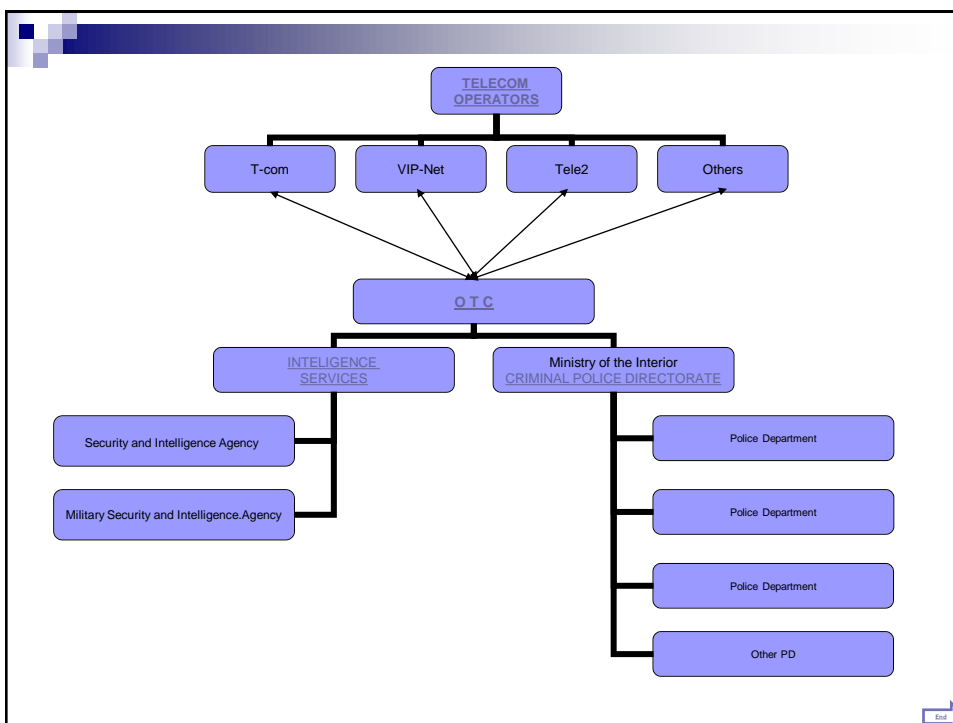 TELECOM
OPERATORS
T-com
VIP-Net
Tele2
Others
O T C
INTELIGENCE
SERVICES
Ministry of the Interior
CRIMINAL POLICE DIRECTORATE
Security and Intelligence Agency
Police Department
Military Security and Intelligence.Agency
Police Department
Police Department
Other PD
End